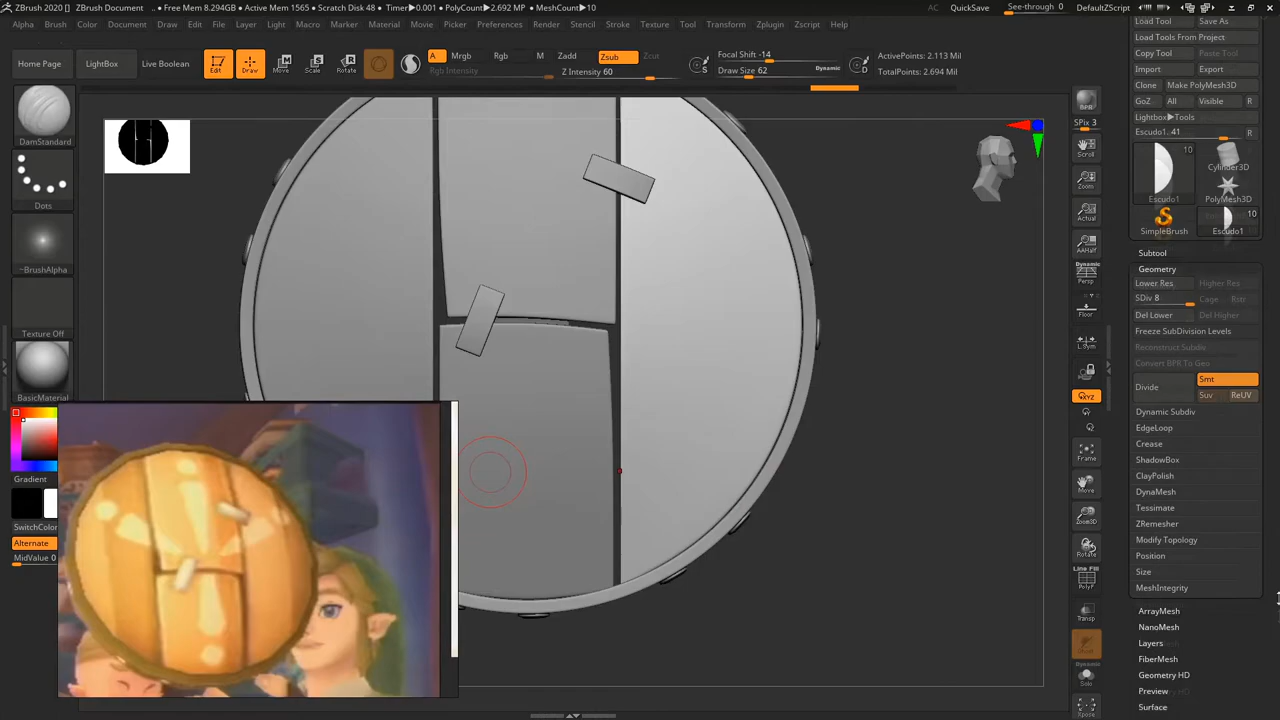 ZBrush 2020 [] ZBrush Document • Free Mem 8.294GB • Active Mem 1565 • Scratch Disk 48 • Timer▶0.001 • PolyCount▶2.692 MP • MeshCount▶10
AC QuickSave See-through 0 DefaultZScript
Alpha Brush Color Document Draw Edit File Layer Light Macro Marker Material Movie Picker Preferences Render Stencil Stroke Texture Tool Transform Zplugin Zscript Help
Home Page LightBox Live Boolean
Edit Draw Move Scale Rotate
A Mrgb Rgb M Zadd Zsub Zcut
Rgb Intensity Z Intensity 60
Focal Shift -14
Draw Size 62 Dynamic
S D
ActivePoints: 2.113 Mil
TotalPoints: 2.694 Mil
DamStandard
Dots
~BrushAlpha
Texture Off
BasicMaterial
Gradient
SwitchColor
Alternate
MidValue 0
BPR
SPix 3
Scroll
Zoom
Actual
AAHalf
Dynamic
Persp
Floor
L.Sym
XYZ
Frame
Move
Zoom3D
Rotate
Line Fill
PolyF
Transp
Dynamic
Solo
Xpose
Load Tool Save As
Load Tools From Project
Copy Tool Paste Tool
Import Export
Clone Make PolyMesh3D
GoZ All Visible R
Lightbox▶Tools
Escudo1. 41 R
10
Escudo1
Cylinder3D
PolyMesh3D
SimpleBrush
10
Escudo1
Subtool
Geometry
Lower Res Higher Res
SDiv 8 Cage Rstr
Del Lower Del Higher
Freeze SubDivision Levels
Reconstruct Subdiv
Convert BPR To Geo
Divide Smt
Suv ReUV
Dynamic Subdiv
EdgeLoop
Crease
ShadowBox
ClayPolish
DynaMesh
Tessimate
ZRemesher
Modify Topology
Position
Size
MeshIntegrity
ArrayMesh
NanoMesh
Layers
FiberMesh
Geometry HD
Preview
Surface